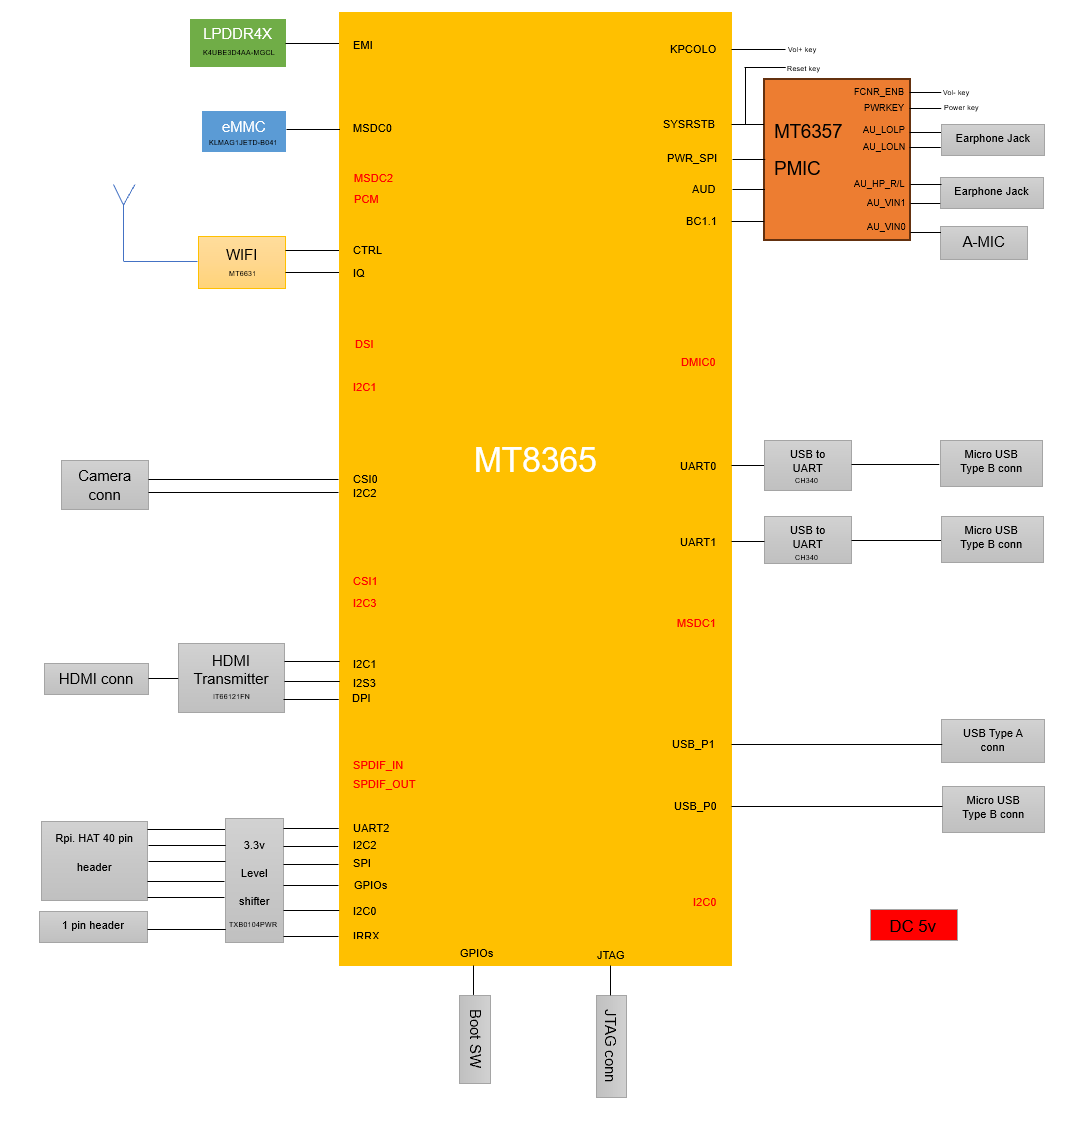 LPDDR4X
K4UBE3D4AA-MGCL
EMI
eMMC
KLMAG1JETD-B041
MSDC0
MSDC2
PCM
WIFI
MT6631
CTRL
IQ
DSI
I2C1
MT8365
Camera
conn
CSI0
I2C2
CSI1
I2C3
HDMI conn
HDMI
Transmitter
IT66121FN
I2C1
I2S3
DPI
SPDIF_IN
SPDIF_OUT
Rpi. HAT 40 pin
header
1 pin header
3.3v
Level
shifter
TXB0104PWR
UART2
I2C2
SPI
GPIOs
I2C0
IRRX
GPIOs
JTAG
Boot SW
JTAG conn
KPCOLO
Vol+ key
Reset key
SYSRSTB
PWR_SPI
AUD
BC1.1
MT6357
PMIC
FCNR_ENB
PWRKEY
AU_LOLP
AU_LOLN
AU_HP_R/L
AU_VIN1
AU_VIN0
Vol- key
Power key
Earphone Jack
Earphone Jack
A-MIC
DMIC0
UART0
USB to
UART
CH340
Micro USB
Type B conn
UART1
USB to
UART
CH340
Micro USB
Type B conn
MSDC1
USB_P1
USB Type A
conn
USB_P0
Micro USB
Type B conn
I2C0
DC 5v